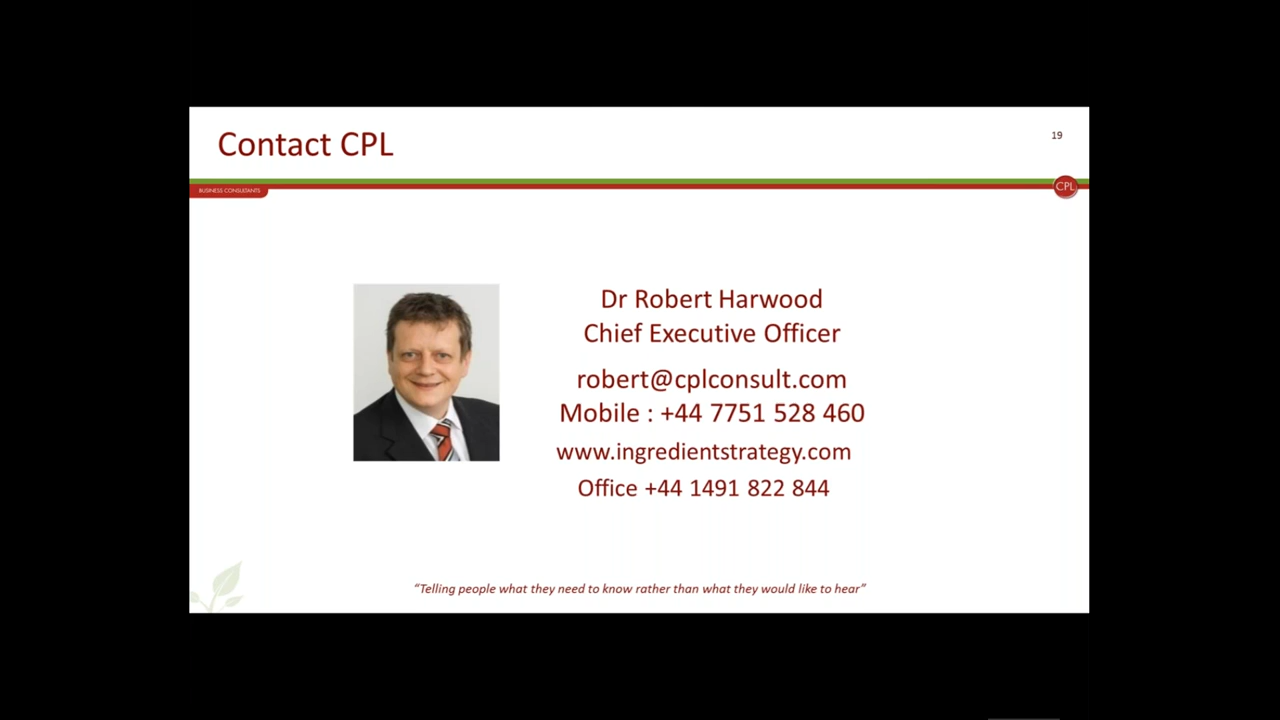 Contact CPL
19
BUSINESS CONSULTANTS
CPL
Dr Robert Harwood
Chief Executive Officer
robert@cplconsult.com
Mobile : +44 7751 528 460
www.ingredientstrategy.com
Office +44 1491 822 844
“Telling people what they need to know rather than what they would like to hear”